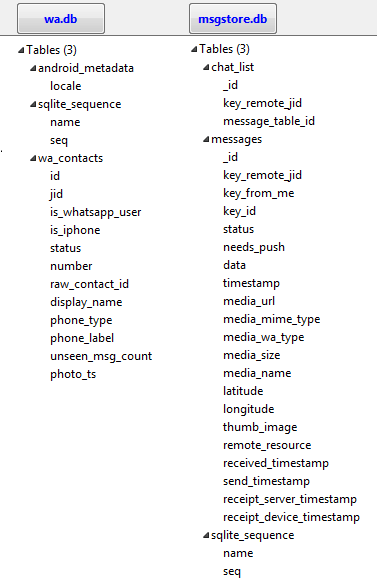 wa.db
Tables (3)
android_metadata
locale
sqlite_sequence
name
seq
wa_contacts
id
jid
is_whatsapp_user
is_iphone
status
number
raw_contact_id
display_name
phone_type
phone_label
unseen_msg_count
photo_ts
msgstore.db
Tables (3)
chat_list
_id
key_remote_jid
message_table_id
messages
_id
key_remote_jid
key_from_me
key_id
status
needs_push
data
timestamp
media_url
media_mime_type
media_wa_type
media_size
media_name
latitude
longitude
thumb_image
remote_resource
received_timestamp
send_timestamp
receipt_server_timestamp
receipt_device_timestamp
sqlite_sequence
name
seq